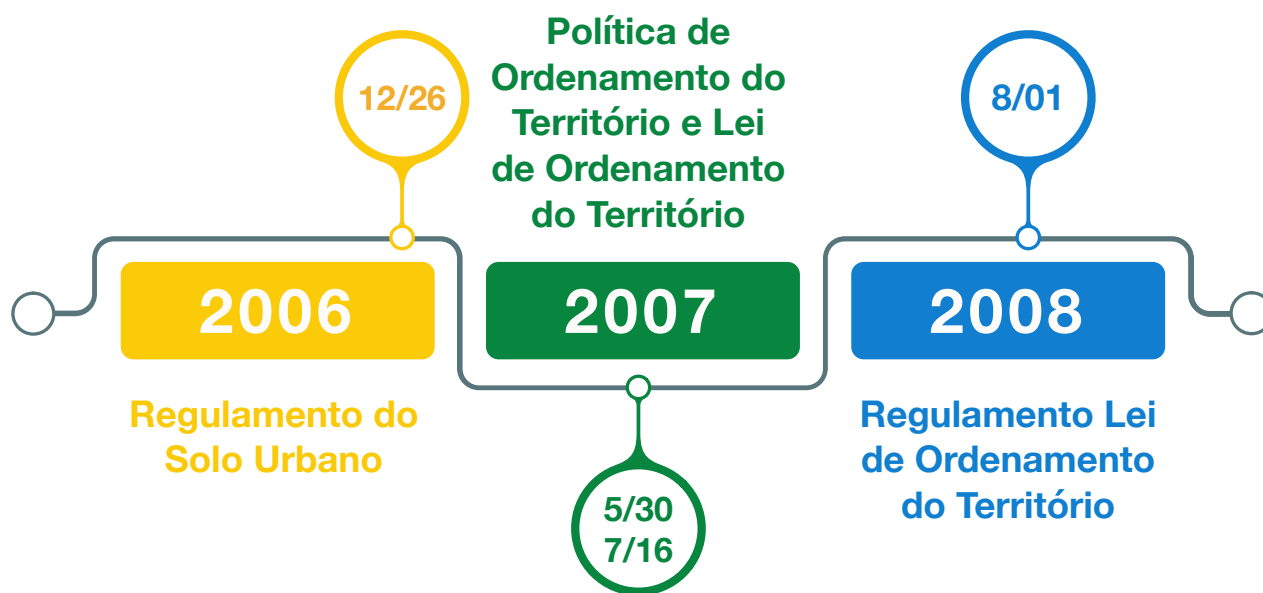 12/26
2006
Regulamento do
Solo Urbano
Política de
Ordenamento do
Território e Lei
de Ordenamento
do Território
2007
5/30
7/16
8/01
2008
Regulamento Lei
de Ordenamento
do Território